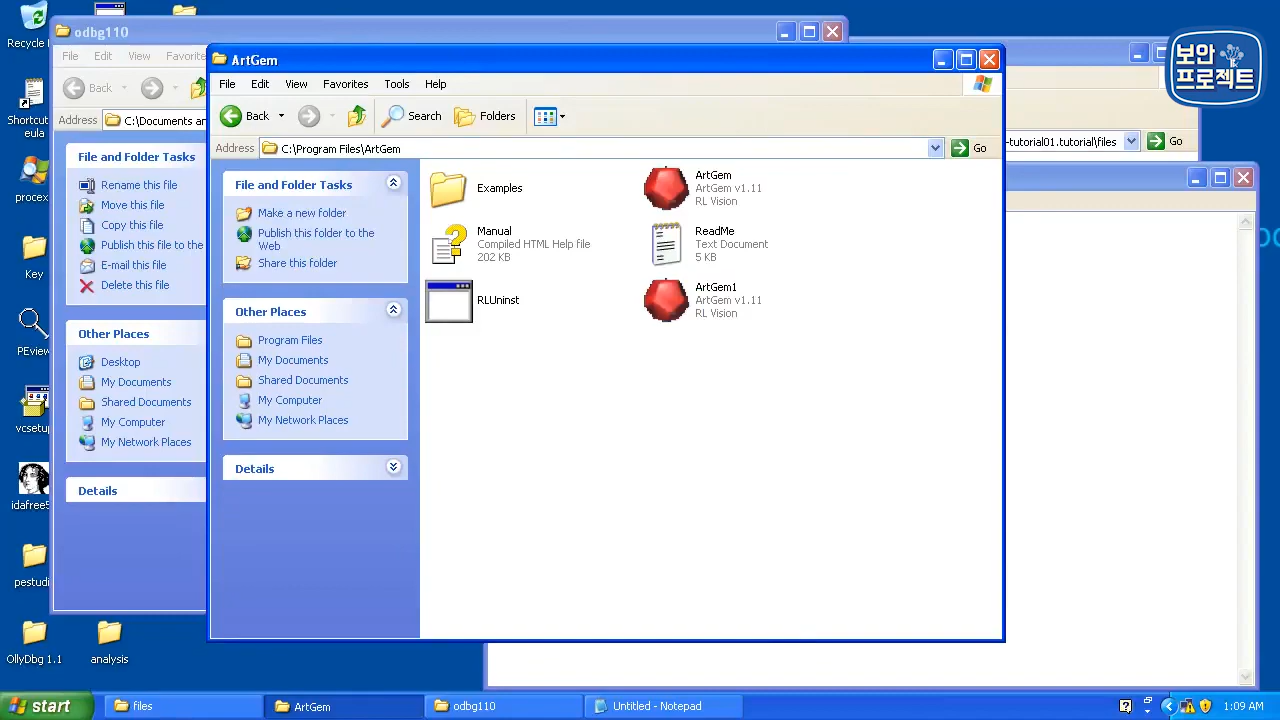 Recycle
odbg110
File Edit View Favorite
Back
Address C:\Documents an
File and Folder Tasks
Rename this file
Move this file
Copy this file
Publish this file to the
E-mail this file
Delete this file
Other Places
Desktop
My Documents
Shared Documents
My Computer
My Network Places
Details
Shortcut
eula
procex
Key
PEview
vcsetup
idafree5
pestudi
OllyDbg 1.1
analysis
ArtGem
File Edit View Favorites Tools Help
Back Search Folders
Address C:\Program Files\ArtGem Go
File and Folder Tasks
Make a new folder
Publish this folder to the
Web
Share this folder
Other Places
Program Files
My Documents
Shared Documents
My Computer
My Network Places
Details
Examples
ArtGem
ArtGem v1.11
RL Vision
Manual
Compiled HTML Help file
202 KB
ReadMe
Text Document
5 KB
RLUninst
ArtGem1
ArtGem v1.11
RL Vision
보안
프로젝트
-tutorial01.tutorial\files Go
start files ArtGem odbg110 Untitled - Notepad 1:09 AM